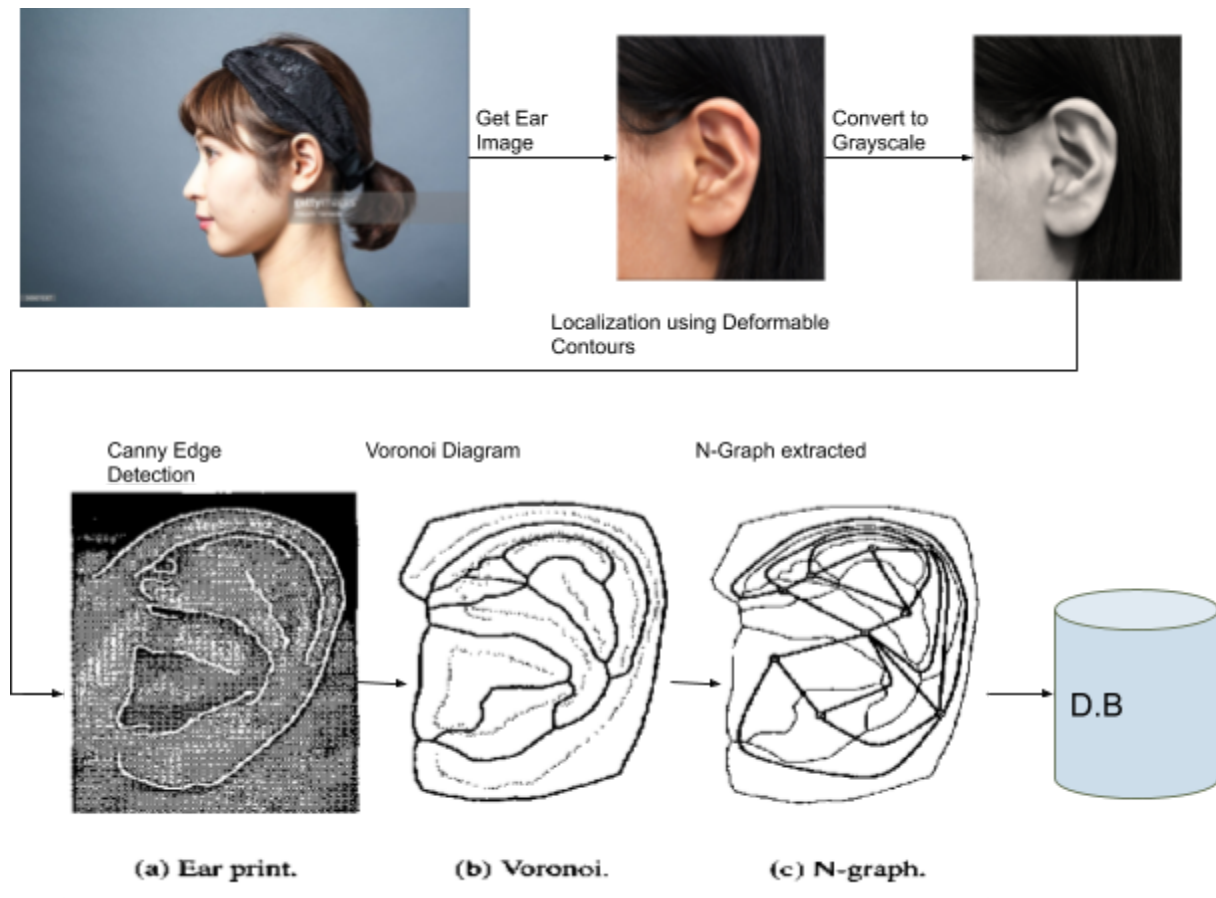 Get Ear
Image
Convert to
Grayscale
gettyimages
Localization using Deformable
Contours
Canny Edge
Detection
Voronoi Diagram
N-Graph extracted
D.B
(a) Ear print.
(b) Voronoi.
(c) N-graph.